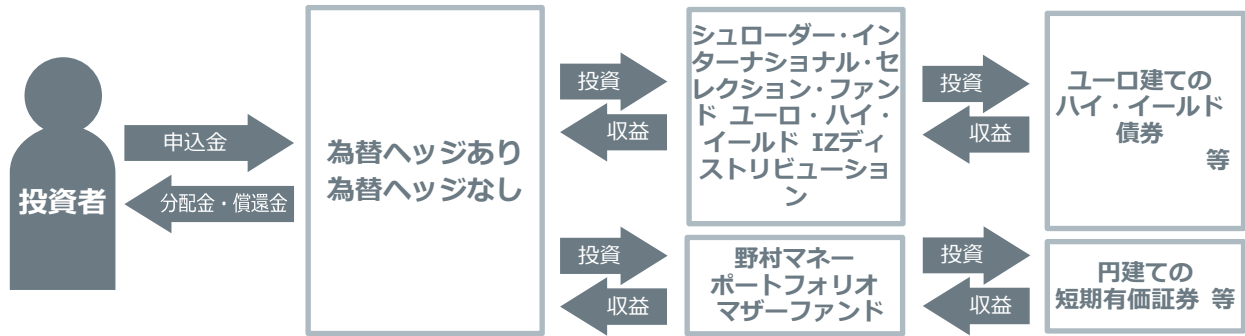 投資者
申込金
分配金・償還金
為替ヘッジあり
為替ヘッジなし
投資
収益
シュローダー・イン
ターナショナル・セ
レクション・ファン
ド ユーロ・ハイ・
イールド IZディ
ストリビューショ
ン
投資
収益
ユーロ建ての
ハイ・イールド
債券
等
投資
収益
野村マネー
ポートフォリオ
マザーファンド
投資
収益
円建ての
短期有価証券 等